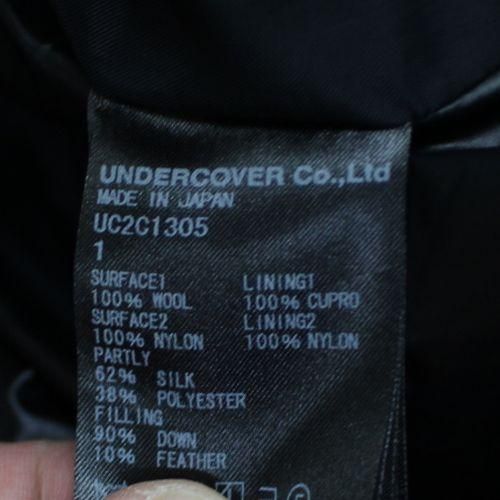 UNDERCOVER Co.,Ltd
MADE IN JAPAN
UC2C1305
1
SURFACE1 LINING1
100% WOOL 100% CUPRO
SURFACE2 LINING2
100% NYLON 100% NYLON
PARTLY
62% SILK
38% POLYESTER
FILLING
90% DOWN
10% FEATHER